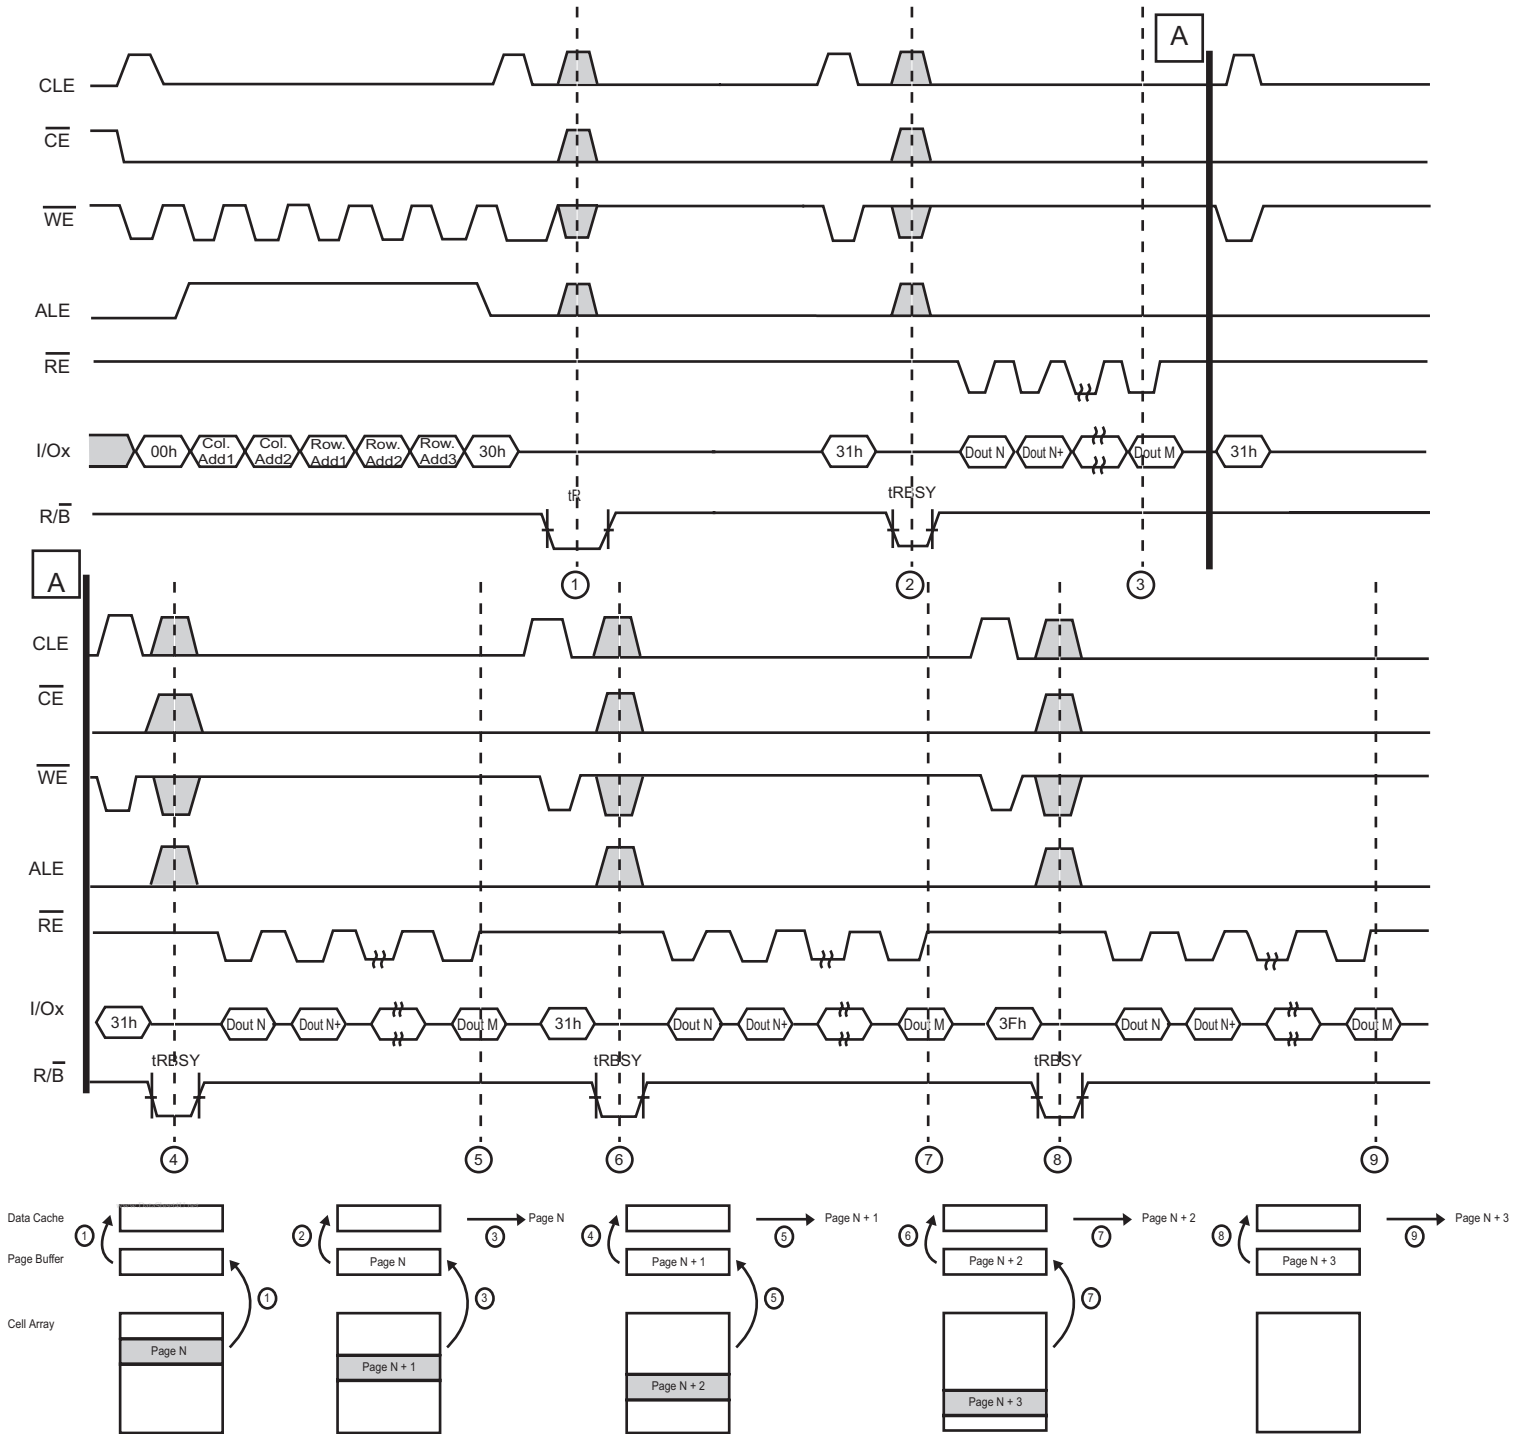 A
CLE
CE
WE
ALE
RE
I/Ox 00h Col. Add1 Col. Add2 Row. Add1 Row. Add2 Row. Add3 30h 31h Dout N Dout N+ Dout M 31h
tR tRBSY
R/B
1 2 3
A
CLE
CE
WE
ALE
RE
I/Ox 31h Dout N Dout N+ Dout M 31h Dout N Dout N+ Dout M 3Fh Dout N Dout N+ Dout M
tRBSY tRBSY tRBSY
R/B
4 5 6 7 8 9
Data Cache 1 2 3 Page N 4 5 Page N + 1 6 7 Page N + 2 8 9 Page N + 3
Page Buffer Page N Page N + 1 Page N + 2 Page N + 3
1 3 5 7
Cell Array
Page N Page N + 1 Page N + 2 Page N + 3